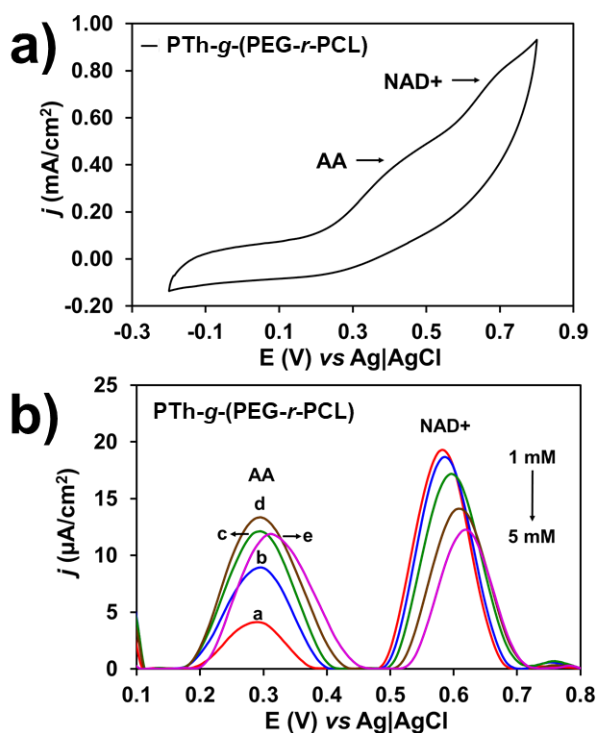 a)
PTh-g-(PEG-r-PCL)
NAD+
AA
j (mA/cm²)
1.00
0.80
0.60
0.40
0.20
0.00
-0.20
-0.3 -0.1 0.1 0.3 0.5 0.7 0.9
E (V) vs Ag|AgCl
b)
PTh-g-(PEG-r-PCL)
NAD+
AA
1 mM
5 mM
d
c
e
b
a
j (µA/cm²)
25
20
15
10
5
0
0.1 0.2 0.3 0.4 0.5 0.6 0.7 0.8
E (V) vs Ag|AgCl